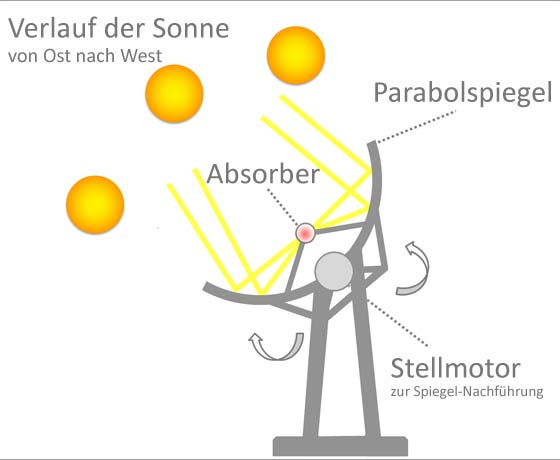 Verlauf der Sonne
von Ost nach West
Parabolspiegel
Absorber
Stellmotor
zur Spiegel-Nachführung